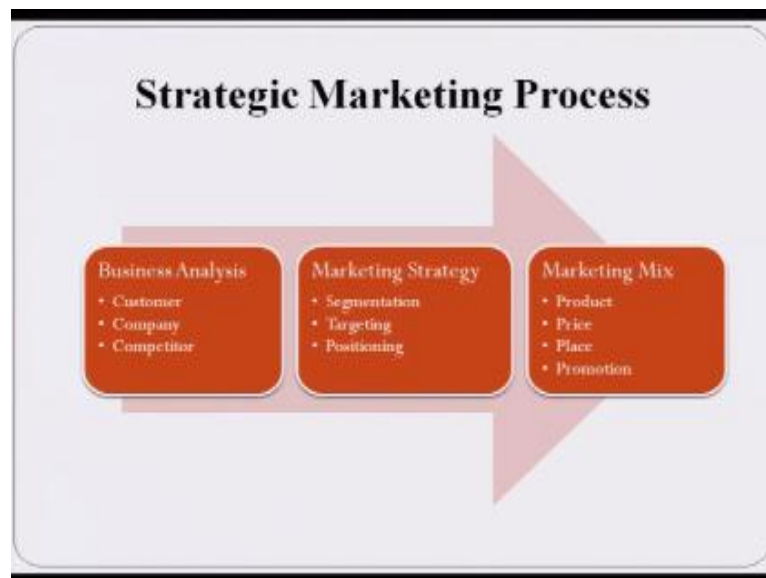 Strategic Marketing Process
Business Analysis
• Customer
• Company
• Competitor
Marketing Strategy
• Segmentation
• Targeting
• Positioning
Marketing Mix
• Product
• Price
• Place
• Promotion